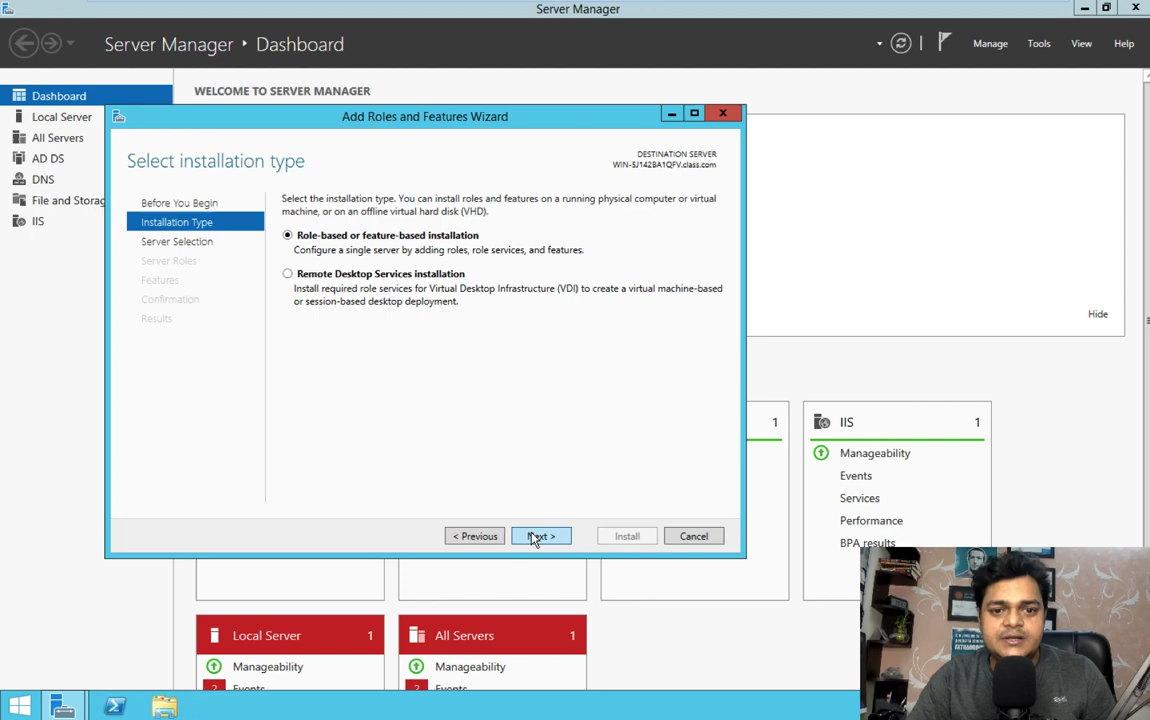 Server Manager
Server Manager • Dashboard
Manage
Tools
View
Help
Dashboard
Local Server
All Servers
AD DS
DNS
File and Storag
IIS
WELCOME TO SERVER MANAGER
Add Roles and Features Wizard
Select installation type
DESTINATION SERVER
WIN-SJ142BA1QFV.class.com
Before You Begin
Installation Type
Server Selection
Server Roles
Features
Confirmation
Results
Select the installation type. You can install roles and features on a running physical computer or virtual
machine, or on an offline virtual hard disk (VHD).
Role-based or feature-based installation
Configure a single server by adding roles, role services, and features.
Remote Desktop Services installation
Install required role services for Virtual Desktop Infrastructure (VDI) to create a virtual machine-based
or session-based desktop deployment.
< Previous
Next >
Install
Cancel
Hide
1
IIS 1
Manageability
Events
Services
Performance
BPA results
Local Server 1
Manageability
2 Events
All Servers 1
Manageability
2 Events